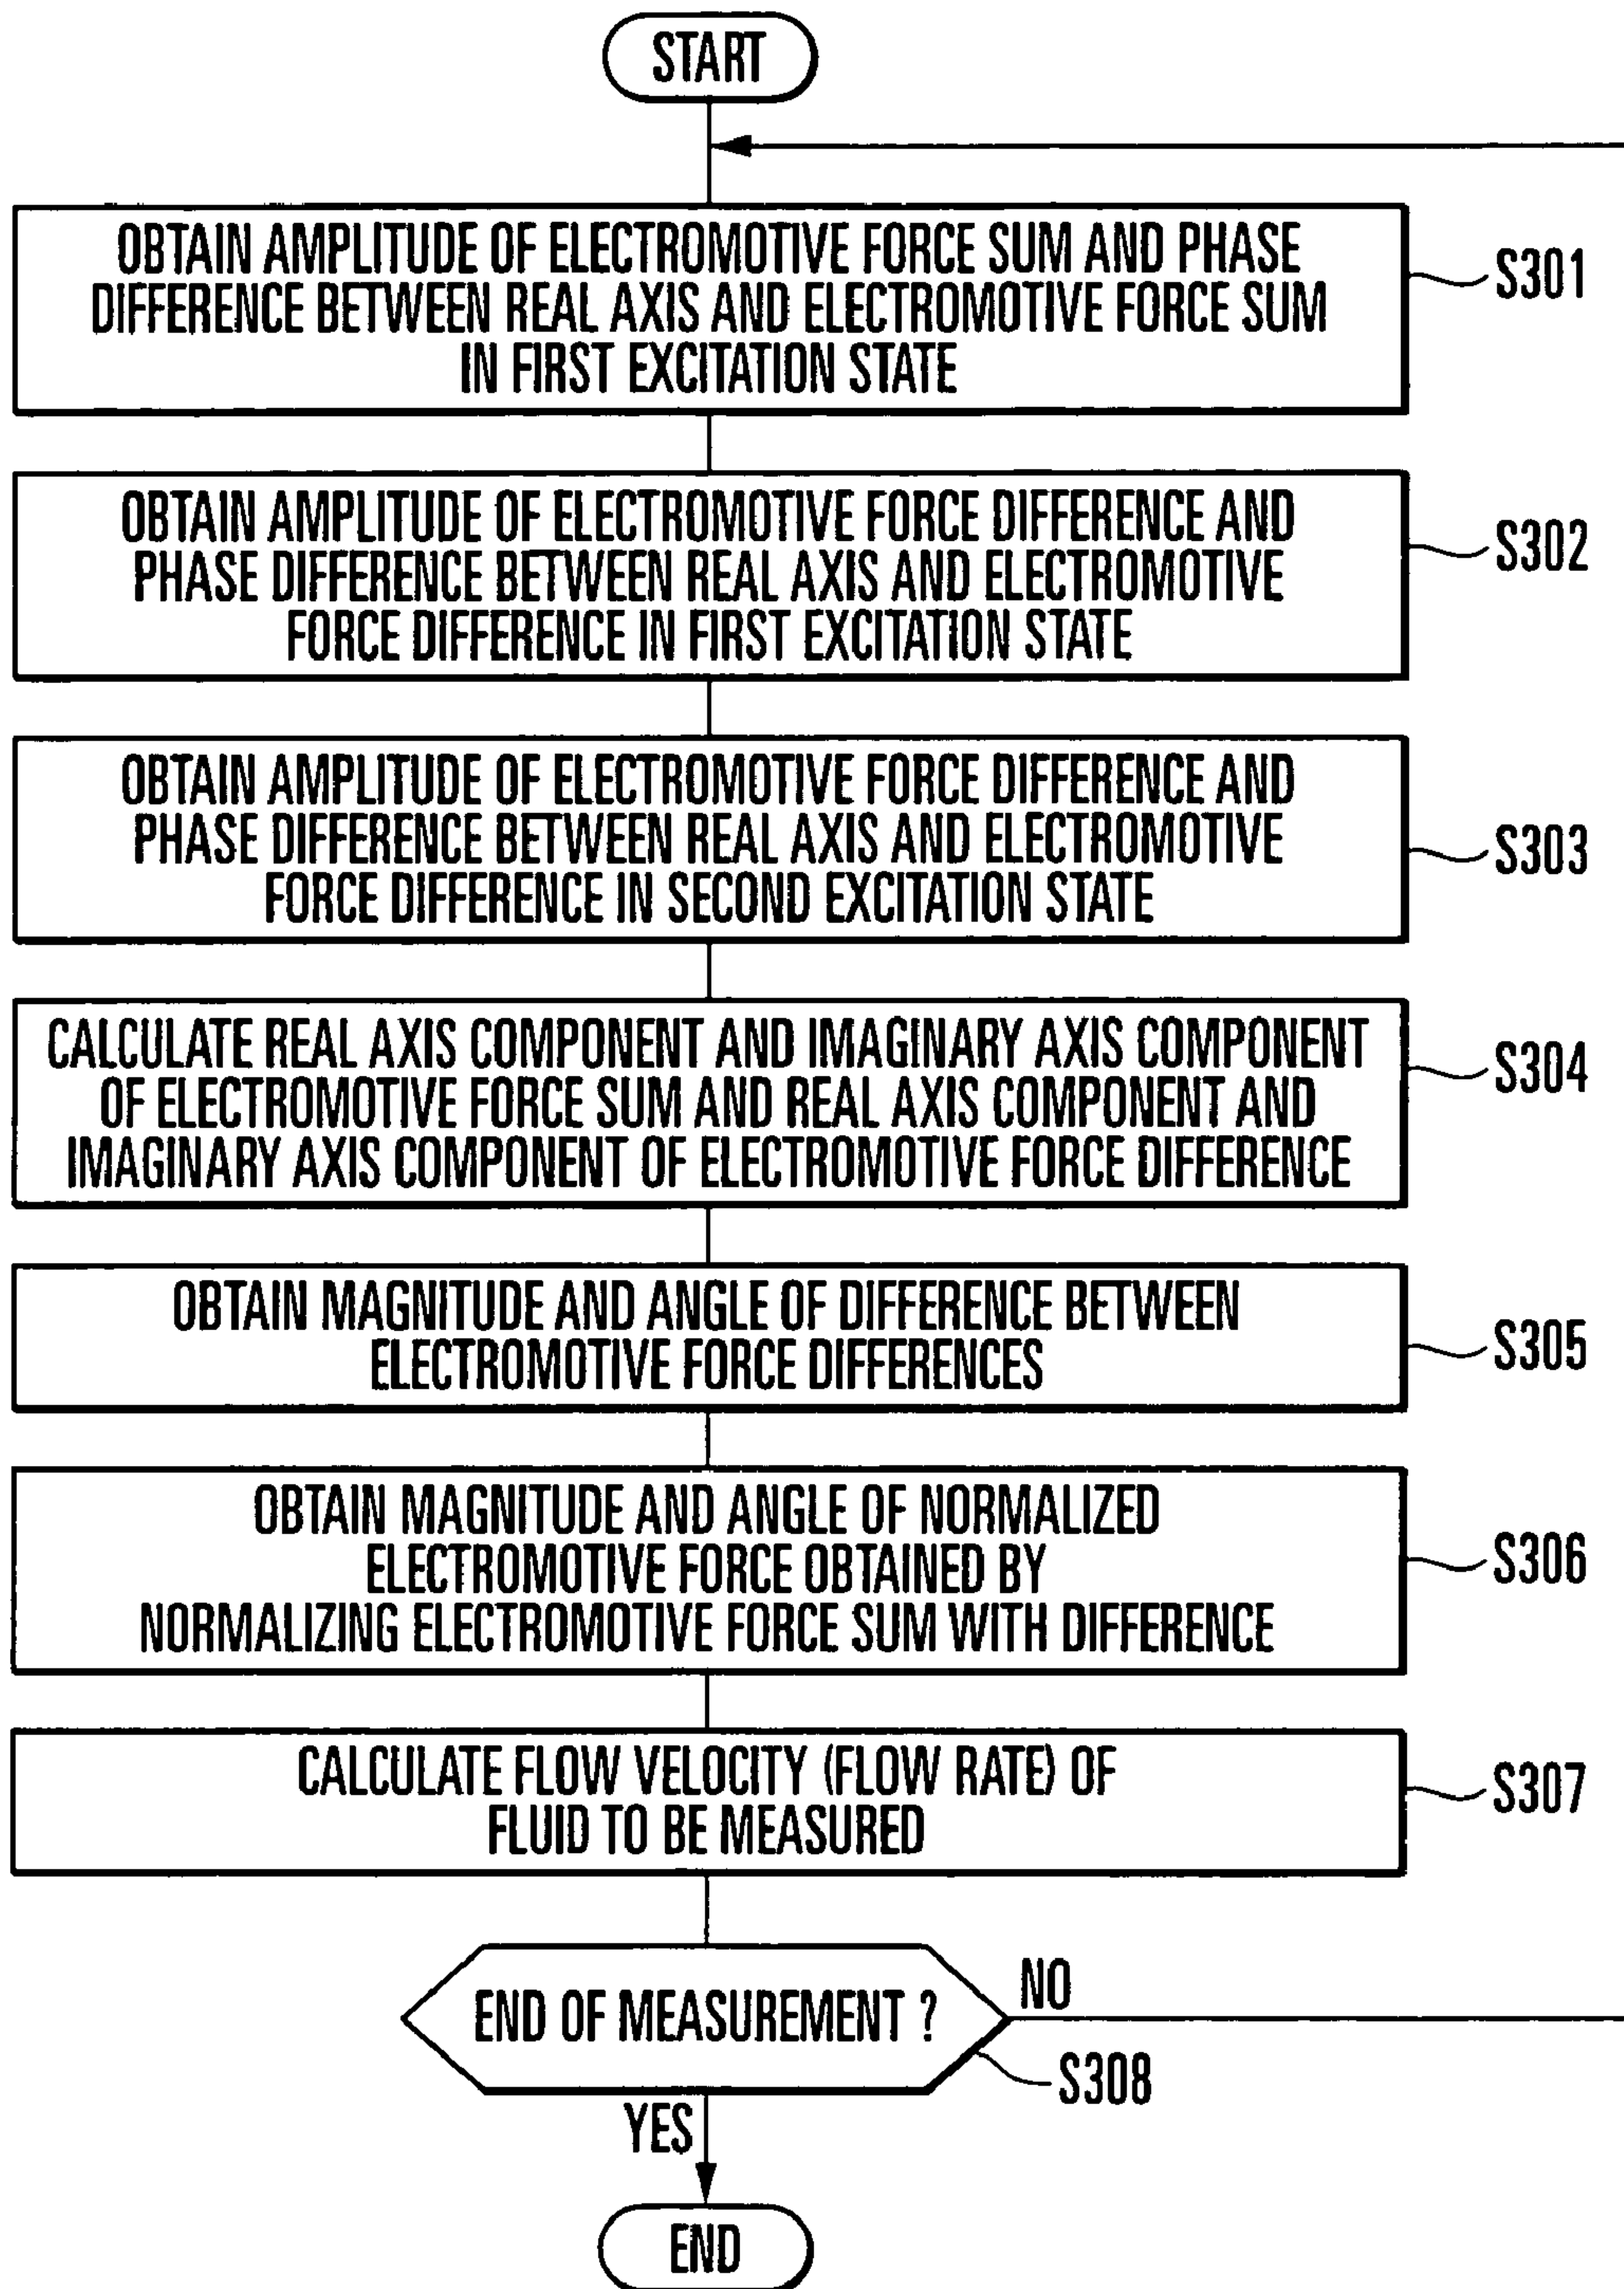 START
OBTAIN AMPLITUDE OF ELECTROMOTIVE FORCE SUM AND PHASE
DIFFERENCE BETWEEN REAL AXIS AND ELECTROMOTIVE FORCE SUM
IN FIRST EXCITATION STATE
S301
OBTAIN AMPLITUDE OF ELECTROMOTIVE FORCE DIFFERENCE AND
PHASE DIFFERENCE BETWEEN REAL AXIS AND ELECTROMOTIVE
FORCE DIFFERENCE IN FIRST EXCITATION STATE
S302
OBTAIN AMPLITUDE OF ELECTROMOTIVE FORCE DIFFERENCE AND
PHASE DIFFERENCE BETWEEN REAL AXIS AND ELECTROMOTIVE
FORCE DIFFERENCE IN SECOND EXCITATION STATE
S303
CALCULATE REAL AXIS COMPONENT AND IMAGINARY AXIS COMPONENT
OF ELECTROMOTIVE FORCE SUM AND REAL AXIS COMPONENT AND
IMAGINARY AXIS COMPONENT OF ELECTROMOTIVE FORCE DIFFERENCE
S304
OBTAIN MAGNITUDE AND ANGLE OF DIFFERENCE BETWEEN
ELECTROMOTIVE FORCE DIFFERENCES
S305
OBTAIN MAGNITUDE AND ANGLE OF NORMALIZED
ELECTROMOTIVE FORCE OBTAINED BY
NORMALIZING ELECTROMOTIVE FORCE SUM WITH DIFFERENCE
S306
CALCULATE FLOW VELOCITY (FLOW RATE) OF
FLUID TO BE MEASURED
S307
END OF MEASUREMENT ?
NO
S308
YES
END